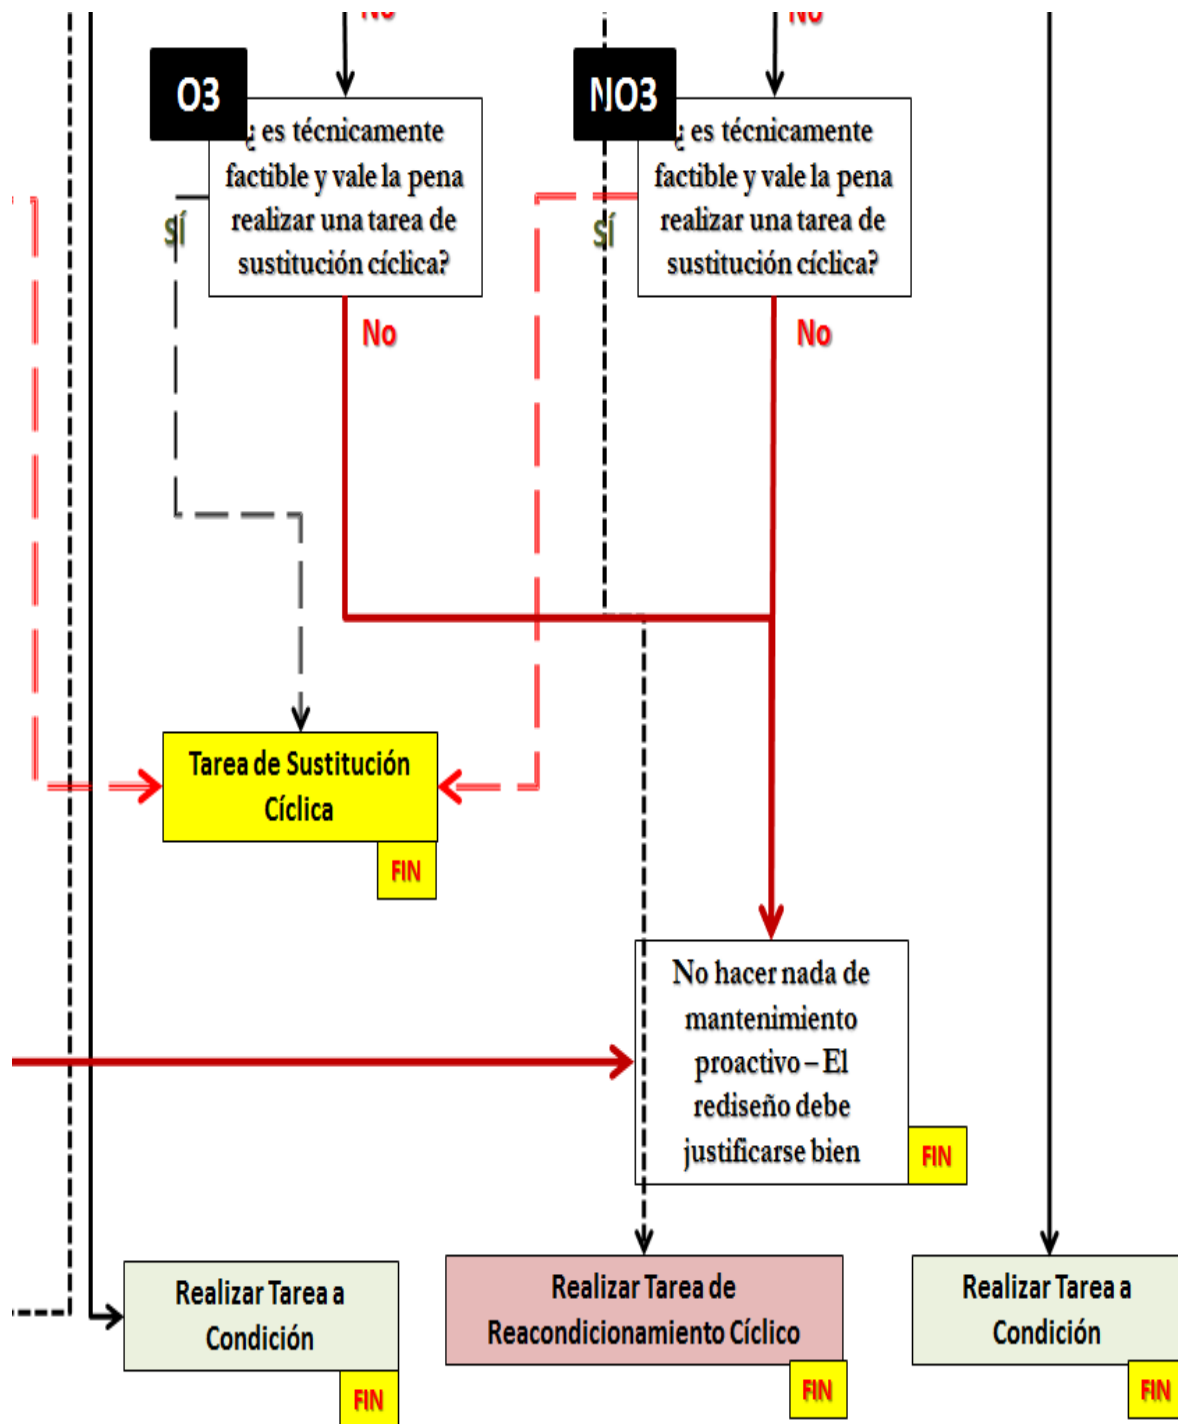 No
No
O3
¿ es técnicamente
factible y vale la pena
realizar una tarea de
sustitución cíclica?
SÍ
No
NO3
¿ es técnicamente
factible y vale la pena
realizar una tarea de
sustitución cíclica?
SÍ
No
Tarea de Sustitución
Cíclica
FIN
No hacer nada de
mantenimiento
proactivo – El
rediseño debe
justificarse bien
FIN
Realizar Tarea a
Condición
FIN
Realizar Tarea de
Reacondicionamiento Cíclico
FIN
Realizar Tarea a
Condición
FIN